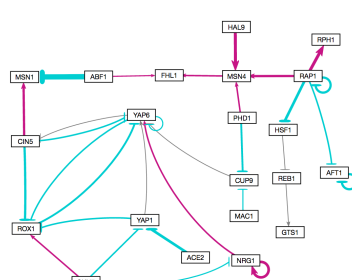 HAL9
RPH1
MSN1
ABF1
FHL1
MSN4
RAP1
YAP6
PHD1
HSF1
CIN5
CUP9
REB1
AFT1
ROX1
YAP1
MAC1
GTS1
ACE2
NRG1